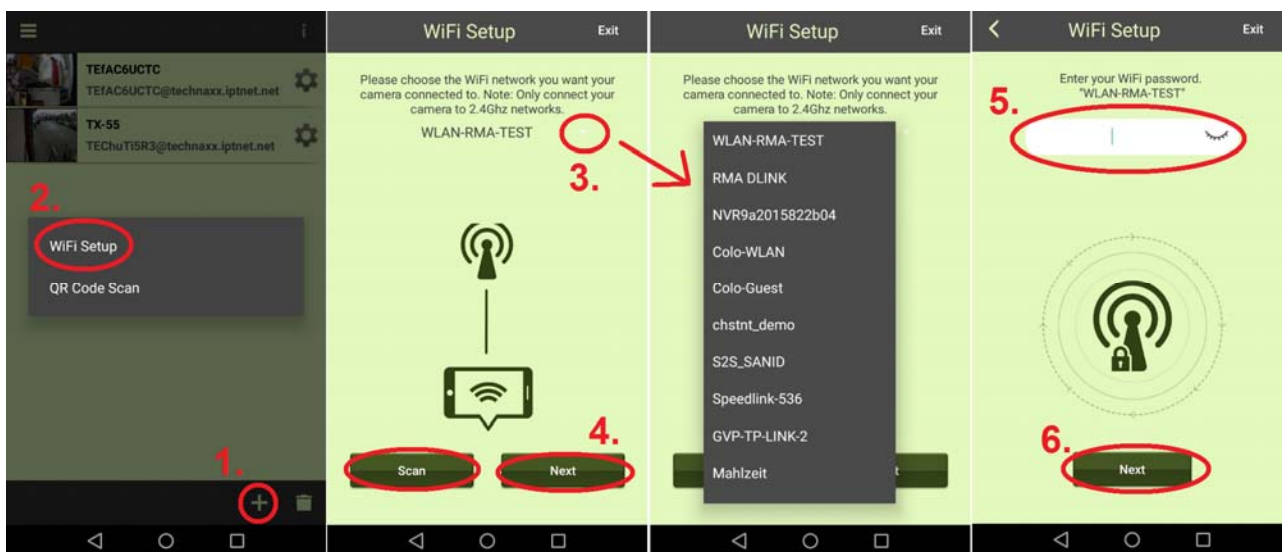 TEfAC6UCTC
TEfAC6UCTC@technaxx.iptnet.net
TX-55
TEChuTi5R3@technaxx.iptnet.net
2.
WiFi Setup
QR Code Scan
1.
WiFi Setup
Exit
Please choose the WiFi network you want your
camera connected to. Note: Only connect your
camera to 2.4Ghz networks.
WLAN-RMA-TEST
3.
4.
Scan
Next
WiFi Setup
Exit
Please choose the WiFi network you want your
camera connected to. Note: Only connect your
camera to 2.4Ghz networks.
WLAN-RMA-TEST
RMA DLINK
NVR9a2015822b04
Colo-WLAN
Colo-Guest
chstnt_demo
S2S_SANID
Speedlink-536
GVP-TP-LINK-2
Mahlzeit
WiFi Setup
Exit
Enter your WiFi password.
"WLAN-RMA-TEST"
5.
6.
Next